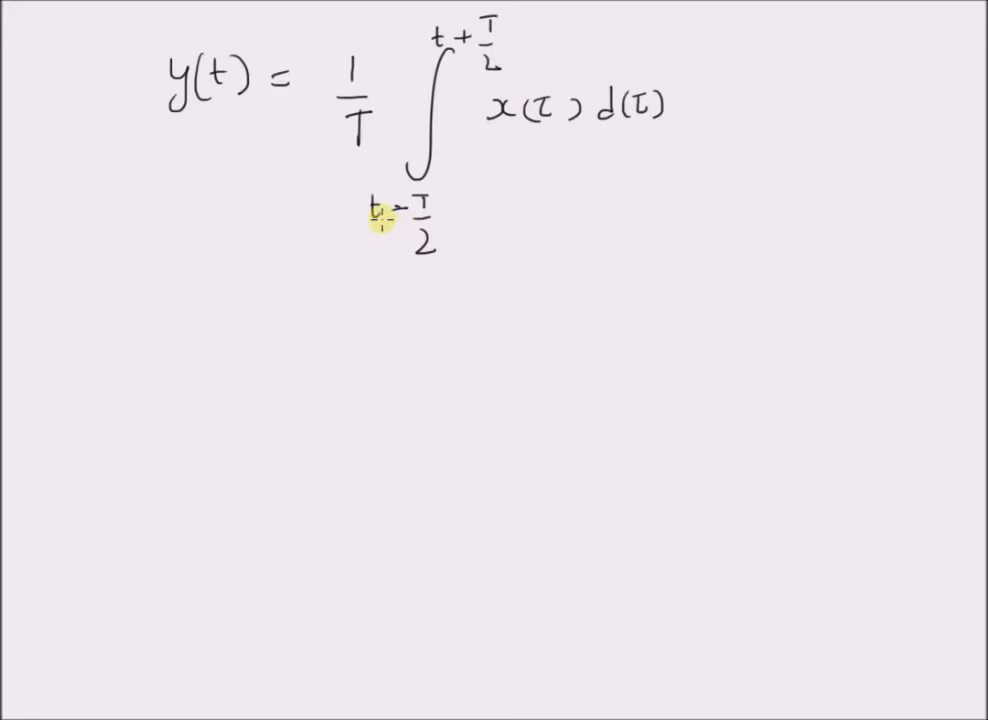 y(t) = 1/T ∫_{t-T/2}^{t+T/2} x(τ) d(τ)